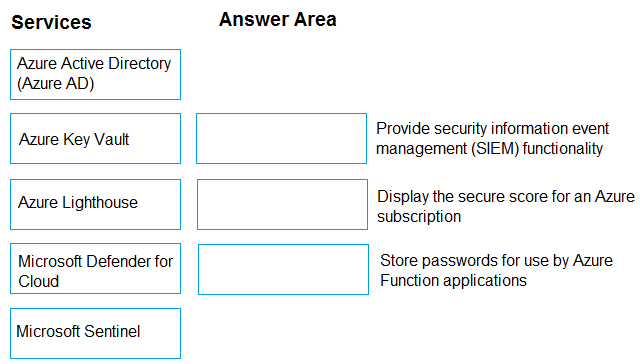 Services
Answer Area
Azure Active Directory
(Azure AD)
Azure Key Vault
Provide security information event
management (SIEM) functionality
Azure Lighthouse
Display the secure score for an Azure
subscription
Microsoft Defender for
Cloud
Store passwords for use by Azure
Function applications
Microsoft Sentinel